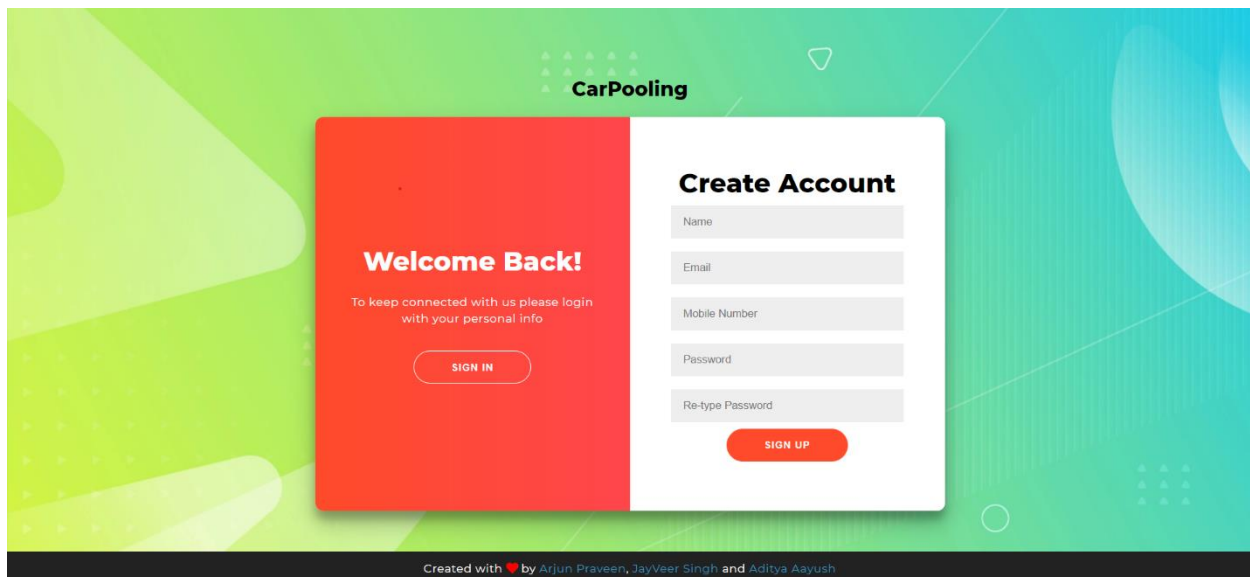 CarPooling
Welcome Back!
To keep connected with us please login
with your personal info
SIGN IN
Create Account
Name
Email
Mobile Number
Password
Re-type Password
SIGN UP
Created with ❤ by Arjun Praveen, JayVeer Singh and Aditya Aayush